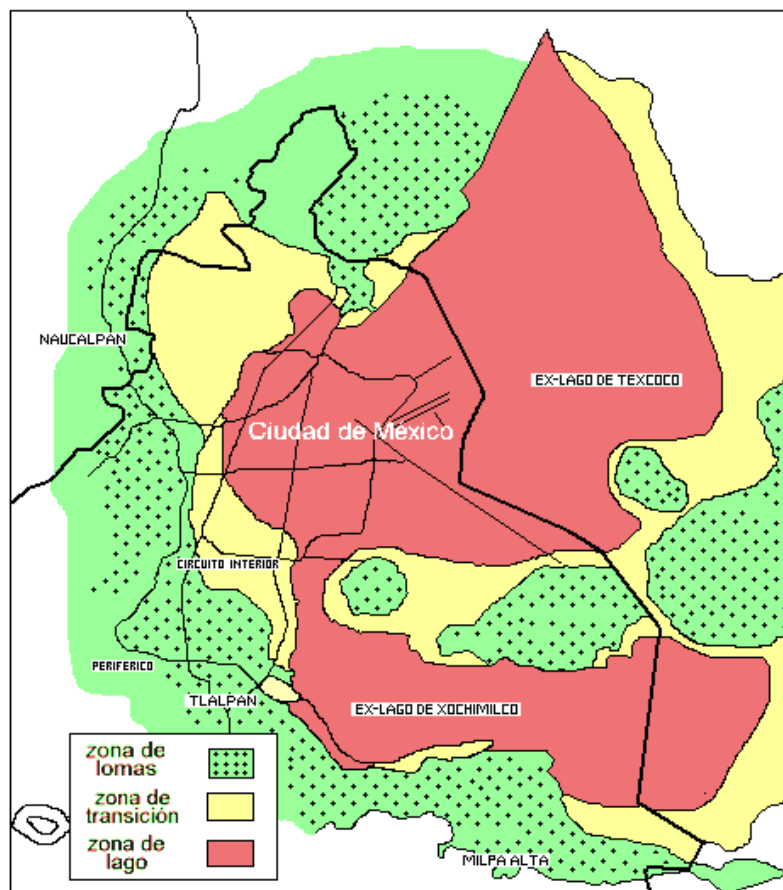 NAUCALPAN
EX-LAGO DE TEXCOCO
Ciudad de México
CIRCUITO INTERIOR
PERIFERICO
TLALPAN
EX-LAGO DE XOCHIMILCO
zona de
lomas
zona de
transición
zona de
lago
MILPA ALTA